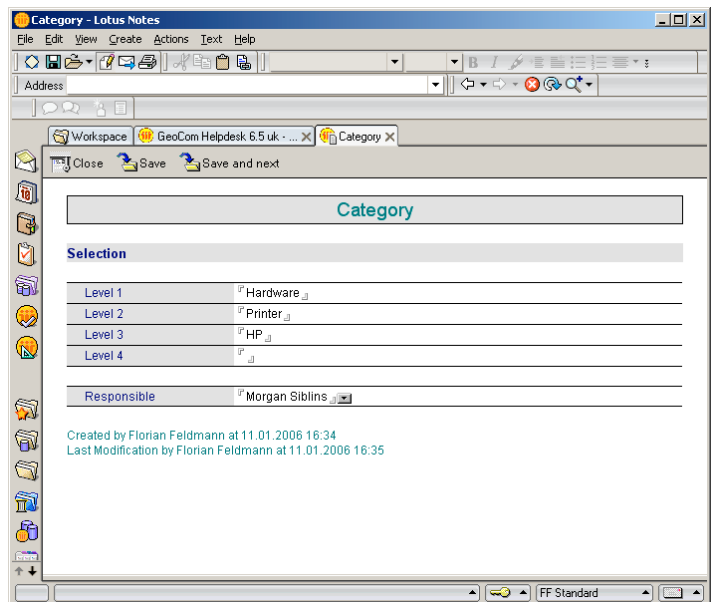 Category - Lotus Notes
File Edit View Create Actions Text Help
B I
Address
Workspace GeoCom Helpdesk 6.5 uk - ... Category
Close Save Save and next
Category
Selection
Level 1 Hardware
Level 2 Printer
Level 3 HP
Level 4
Responsible Morgan Siblins
Created by Florian Feldmann at 11.01.2006 16:34
Last Modification by Florian Feldmann at 11.01.2006 16:35
FF Standard